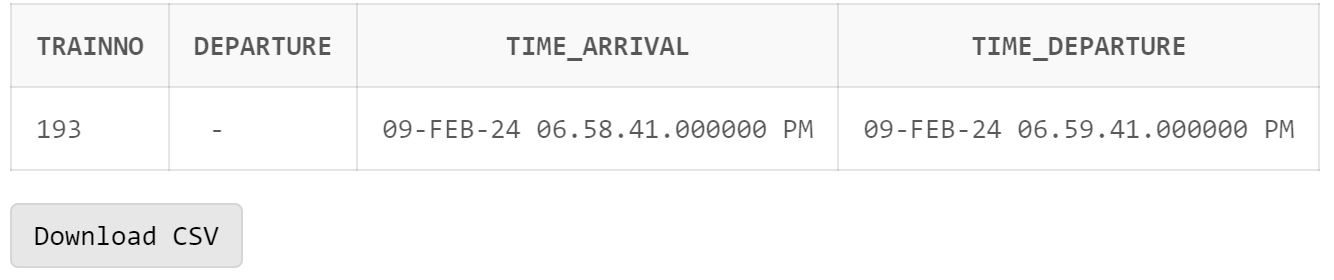 TRAINNO DEPARTURE TIME_ARRIVAL TIME_DEPARTURE
193 - 09-FEB-24 06.58.41.000000 PM 09-FEB-24 06.59.41.000000 PM
Download CSV